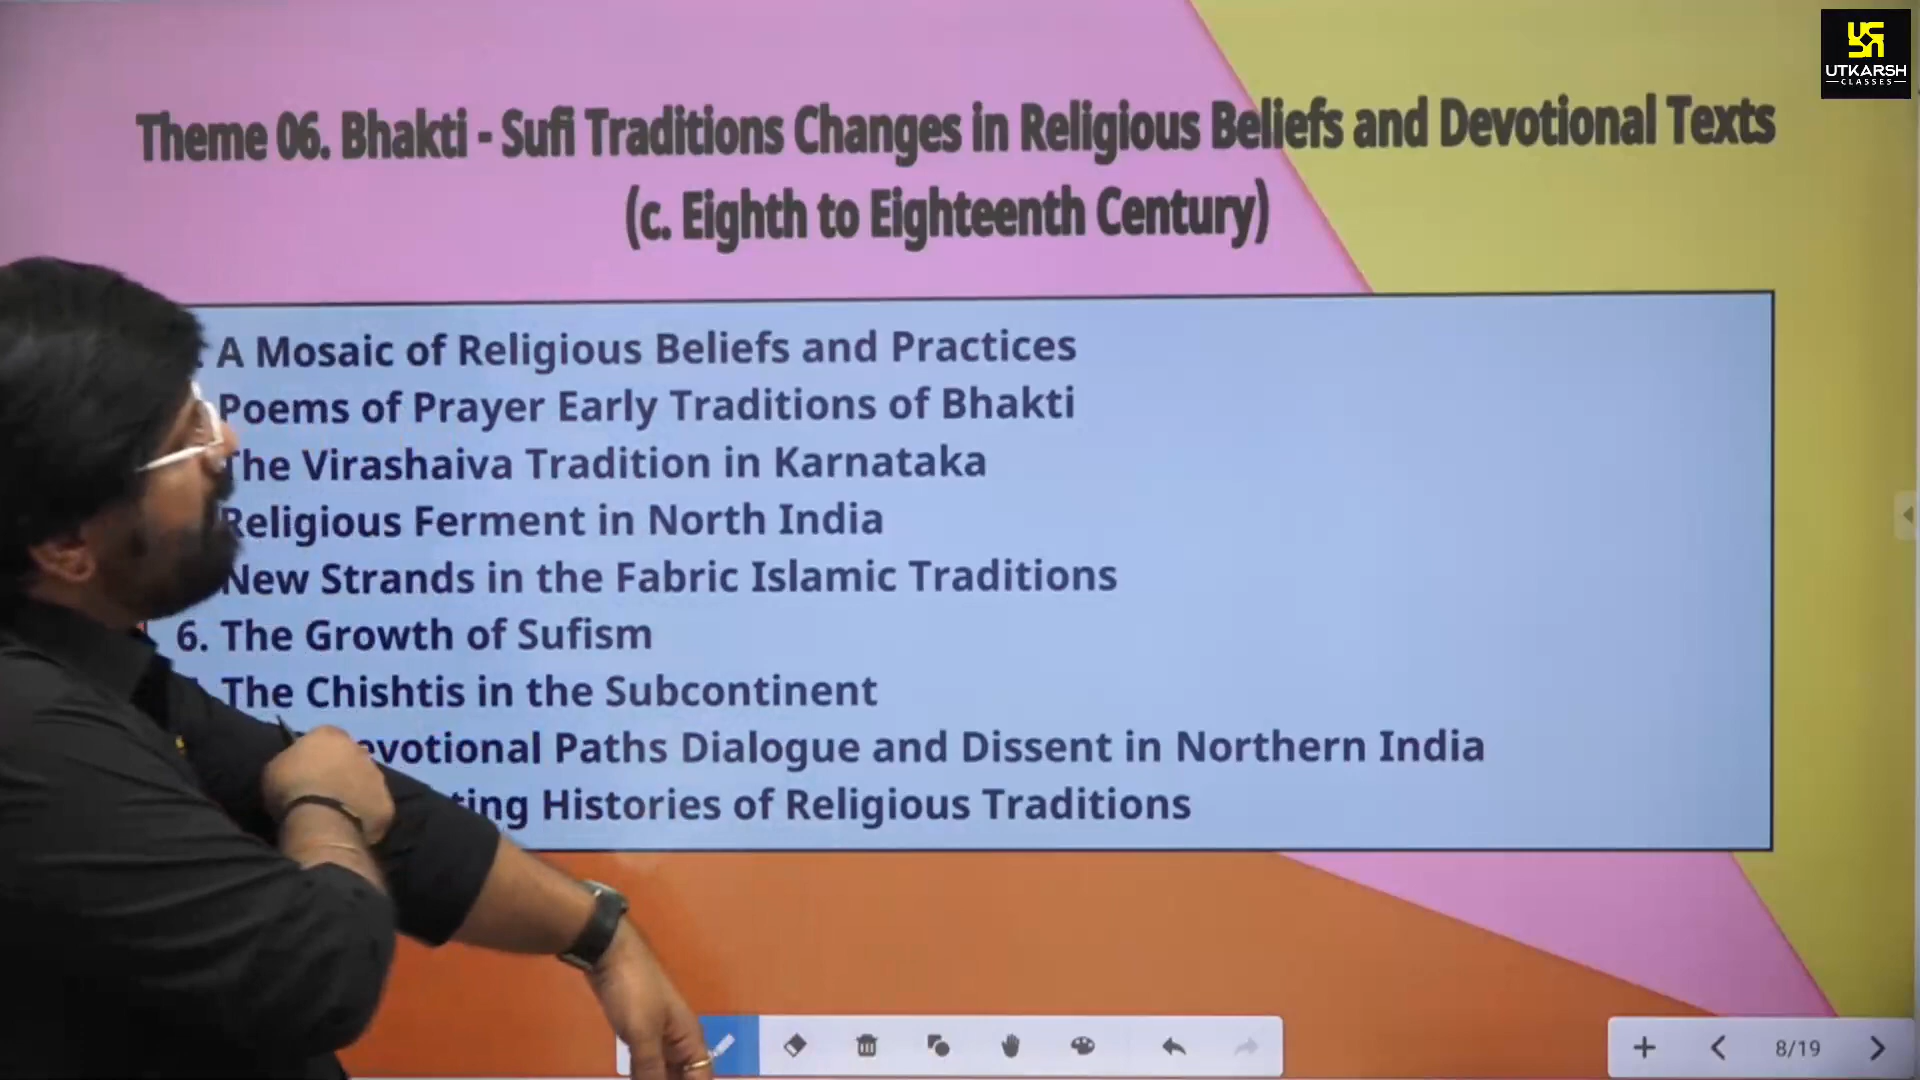 UTKARSH
CLASSES
Theme 06. Bhakti - Sufi Traditions Changes in Religious Beliefs and Devotional Texts
(c. Eighth to Eighteenth Century)
A Mosaic of Religious Beliefs and Practices
Poems of Prayer Early Traditions of Bhakti
The Virashaiva Tradition in Karnataka
Religious Ferment in North India
New Strands in the Fabric Islamic Traditions
6. The Growth of Sufism
The Chishtis in the Subcontinent
Paths Dialogue and Dissent in Northern India
Histories of Religious Traditions
8/19